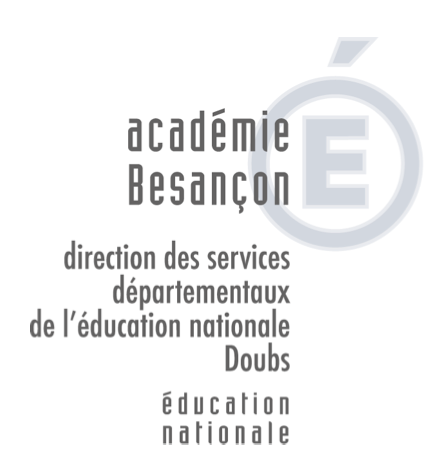 É
académie
Besançon
direction des services
départementaux
de l'éducation nationale
Doubs
éducation
nationale